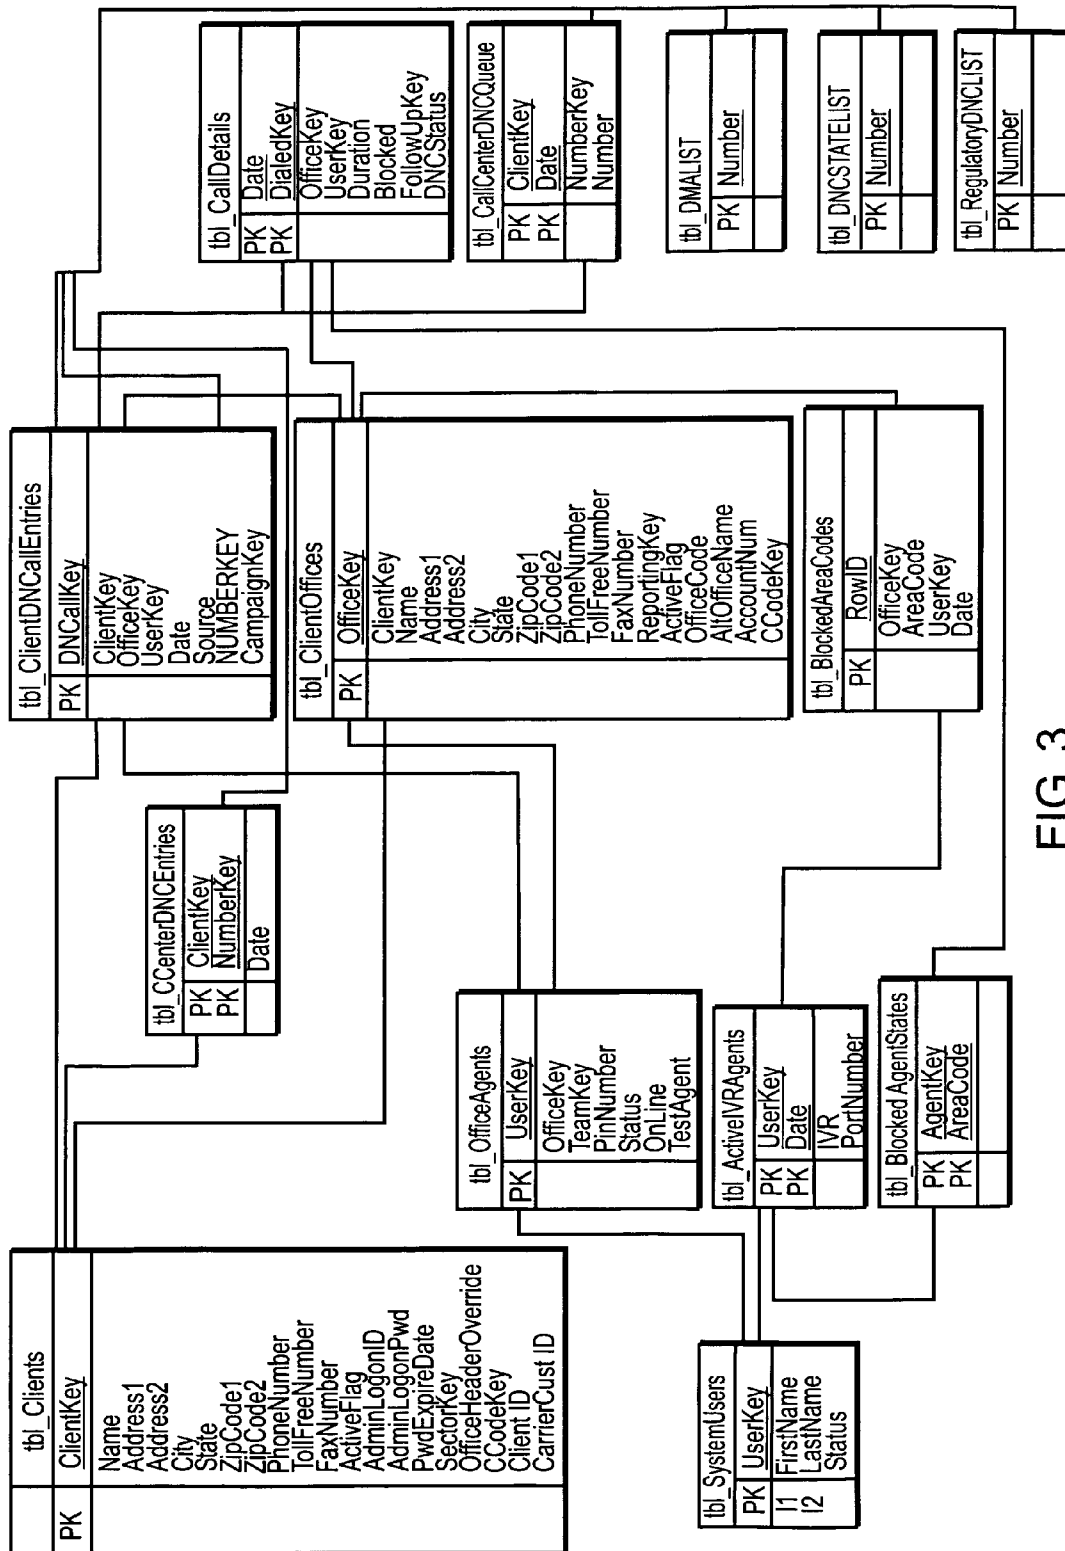 tbl_Clients
PK ClientKey
Name
Address1
Address2
City
State
ZipCode1
ZipCode2
PhoneNumber
TollFreeNumber
FaxNumber
ActiveFlag
AdminLogonID
AdminLogonPwd
PwdExpireDate
SectorKey
OfficeHeaderOverride
CCodeKey
Client ID
CarrierCust ID
tbl_SystemUsers
PK UserKey
I1 FirstName
I2 LastName
Status
tbl_CCenterDNCEntries
PK ClientKey
PK NumberKey
Date
tbl_OfficeAgents
PK UserKey
OfficeKey
TeamKey
PinNumber
Status
OnLine
TestAgent
tbl_ActiveIVRAgents
PK UserKey
PK Date
IVR
PortNumber
tbl_Blocked AgentStates
PK AgentKey
PK AreaCode
tbl_ClientDNCallEntries
PK DNCallKey
ClientKey
OfficeKey
UserKey
Date
Source
NUMBERKEY
CampaignKey
tbl_ClientOffices
PK OfficeKey
ClientKey
Name
Address1
Address2
City
State
ZipCode1
ZipCode2
PhoneNumber
TollFreeNumber
FaxNumber
ReportingKey
ActiveFlag
OfficeCode
AltOfficeName
AccountNum
CCodeKey
tbl_BlockedAreaCodes
PK RowID
OfficeKey
AreaCode
UserKey
Date
tbl_CallDetails
PK Date
PK DialedKey
OfficeKey
UserKey
Duration
Blocked
FollowUpKey
DNCStatus
tbl_CallCenterDNCQueue
PK ClientKey
PK Date
NumberKey
Number
tbl_DMALIST
PK Number
tbl_DNCSTATELIST
PK Number
tbl_RegulatoryDNCLIST
PK Number
FIG. 3